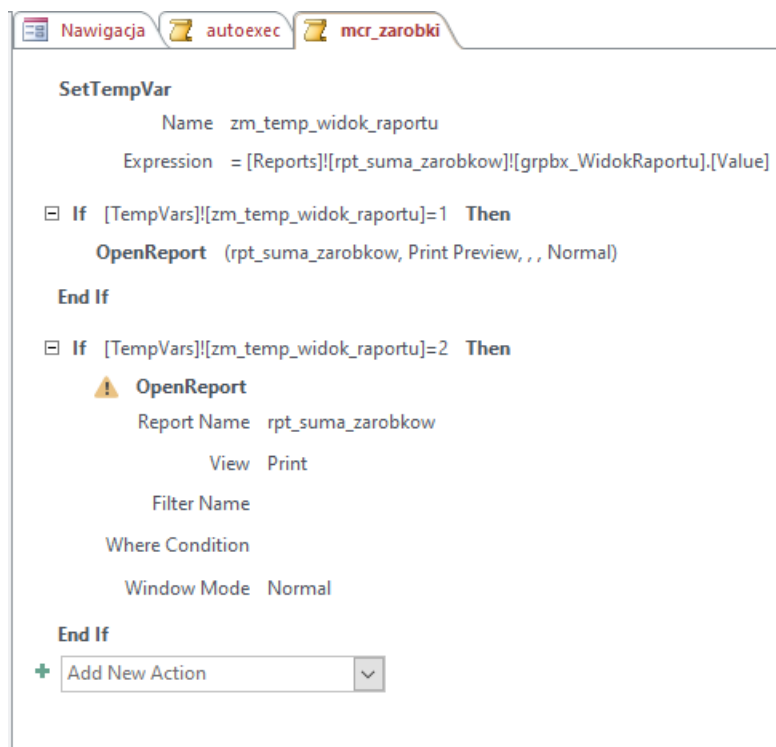 Nawigacja autoexec mcr_zarobki
SetTempVar
Name zm_temp_widok_raportu
Expression = [Reports]![rpt_suma_zarobkow]![grpbx_WidokRaportu].[Value]
If [TempVars]![zm_temp_widok_raportu]=1 Then
OpenReport (rpt_suma_zarobkow, Print Preview, , , Normal)
End If
If [TempVars]![zm_temp_widok_raportu]=2 Then
OpenReport
Report Name rpt_suma_zarobkow
View Print
Filter Name
Where Condition
Window Mode Normal
End If
Add New Action